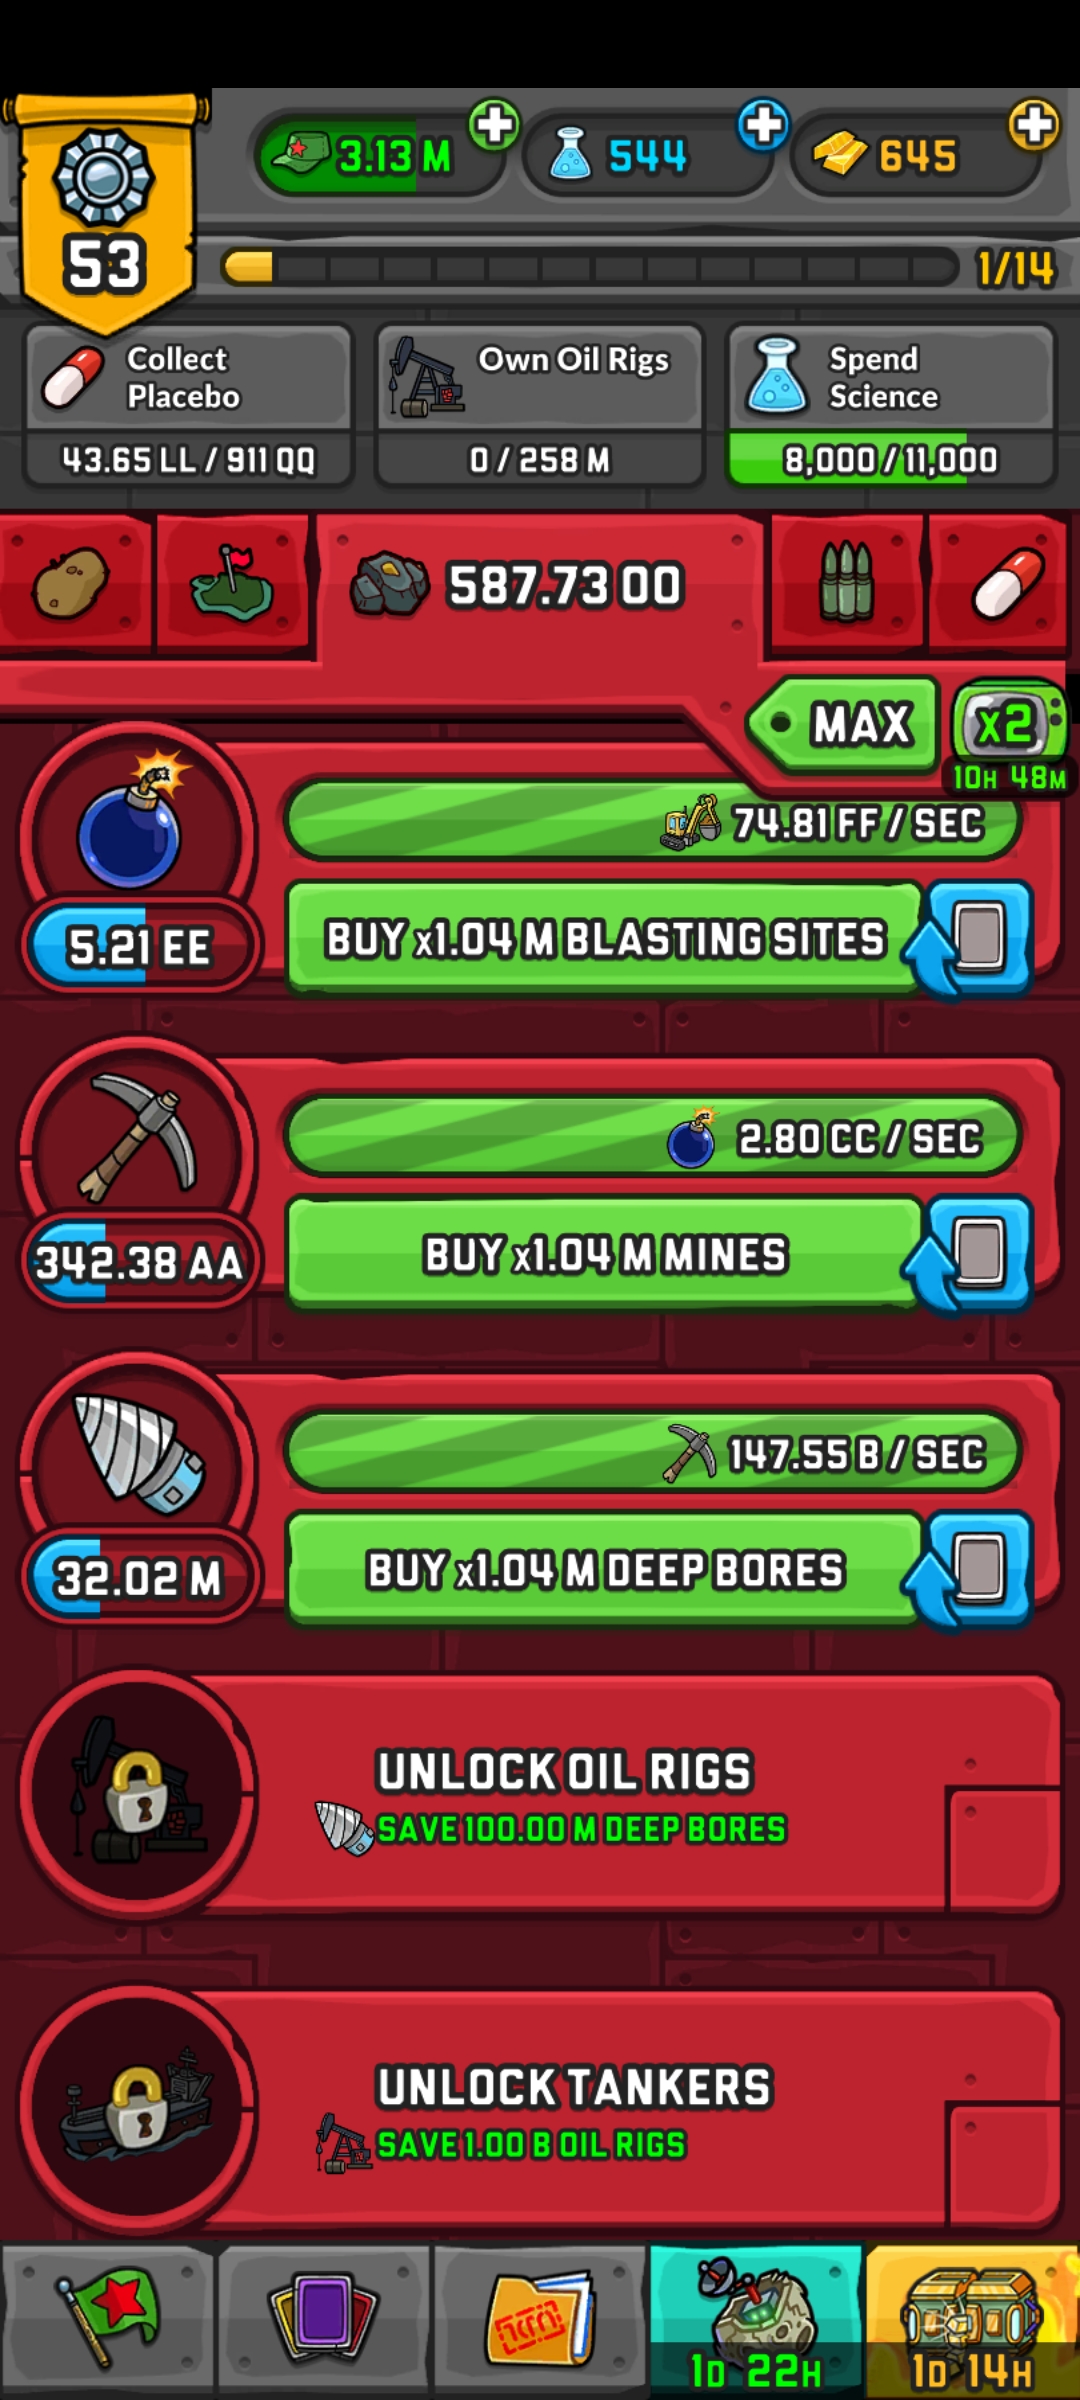 3.13 M
544
645
53
1/14
Collect
Placebo
43.65 LL / 911 QQ
Own Oil Rigs
0 / 258 M
Spend
Science
8,000 / 11,000
587.73 OO
MAX
x2
10H 48M
74.81 FF / SEC
5.21 EE
BUY x1.04 M BLASTING SITES
2.80 CC / SEC
342.38 AA
BUY x1.04 M MINES
147.55 B / SEC
32.02 M
BUY x1.04 M DEEP BORES
UNLOCK OIL RIGS
SAVE 100.00 M DEEP BORES
UNLOCK TANKERS
SAVE 1.00 B OIL RIGS
1D 22H
1D 14H